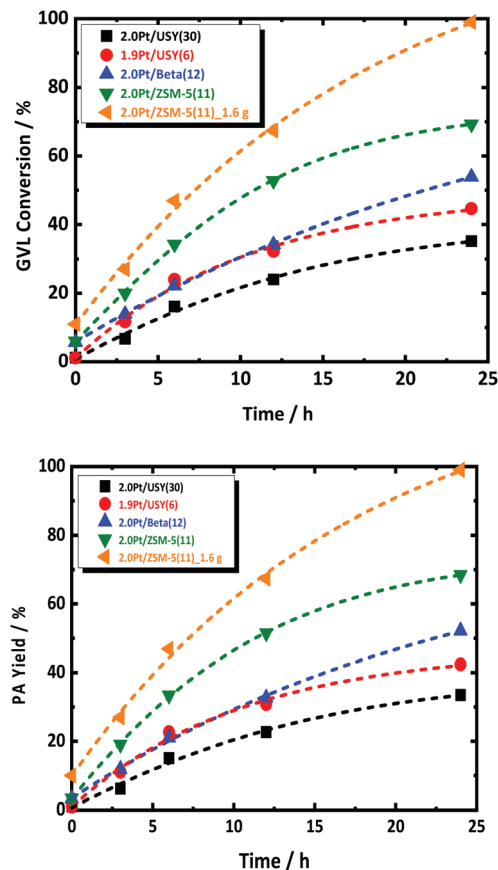 100
80
60
40
20
0
GVL Conversion / %
2.0Pt/USY(30)
1.9Pt/USY(6)
2.0Pt/Beta(12)
2.0Pt/ZSM-5(11)
2.0Pt/ZSM-5(11)_1.6 g
0 5 10 15 20 25
Time / h
100
80
60
40
20
0
PA Yield / %
2.0Pt/USY(30)
1.9Pt/USY(6)
2.0Pt/Beta(12)
2.0Pt/ZSM-5(11)
2.0Pt/ZSM-5(11)_1.6 g
0 5 10 15 20 25
Time / h